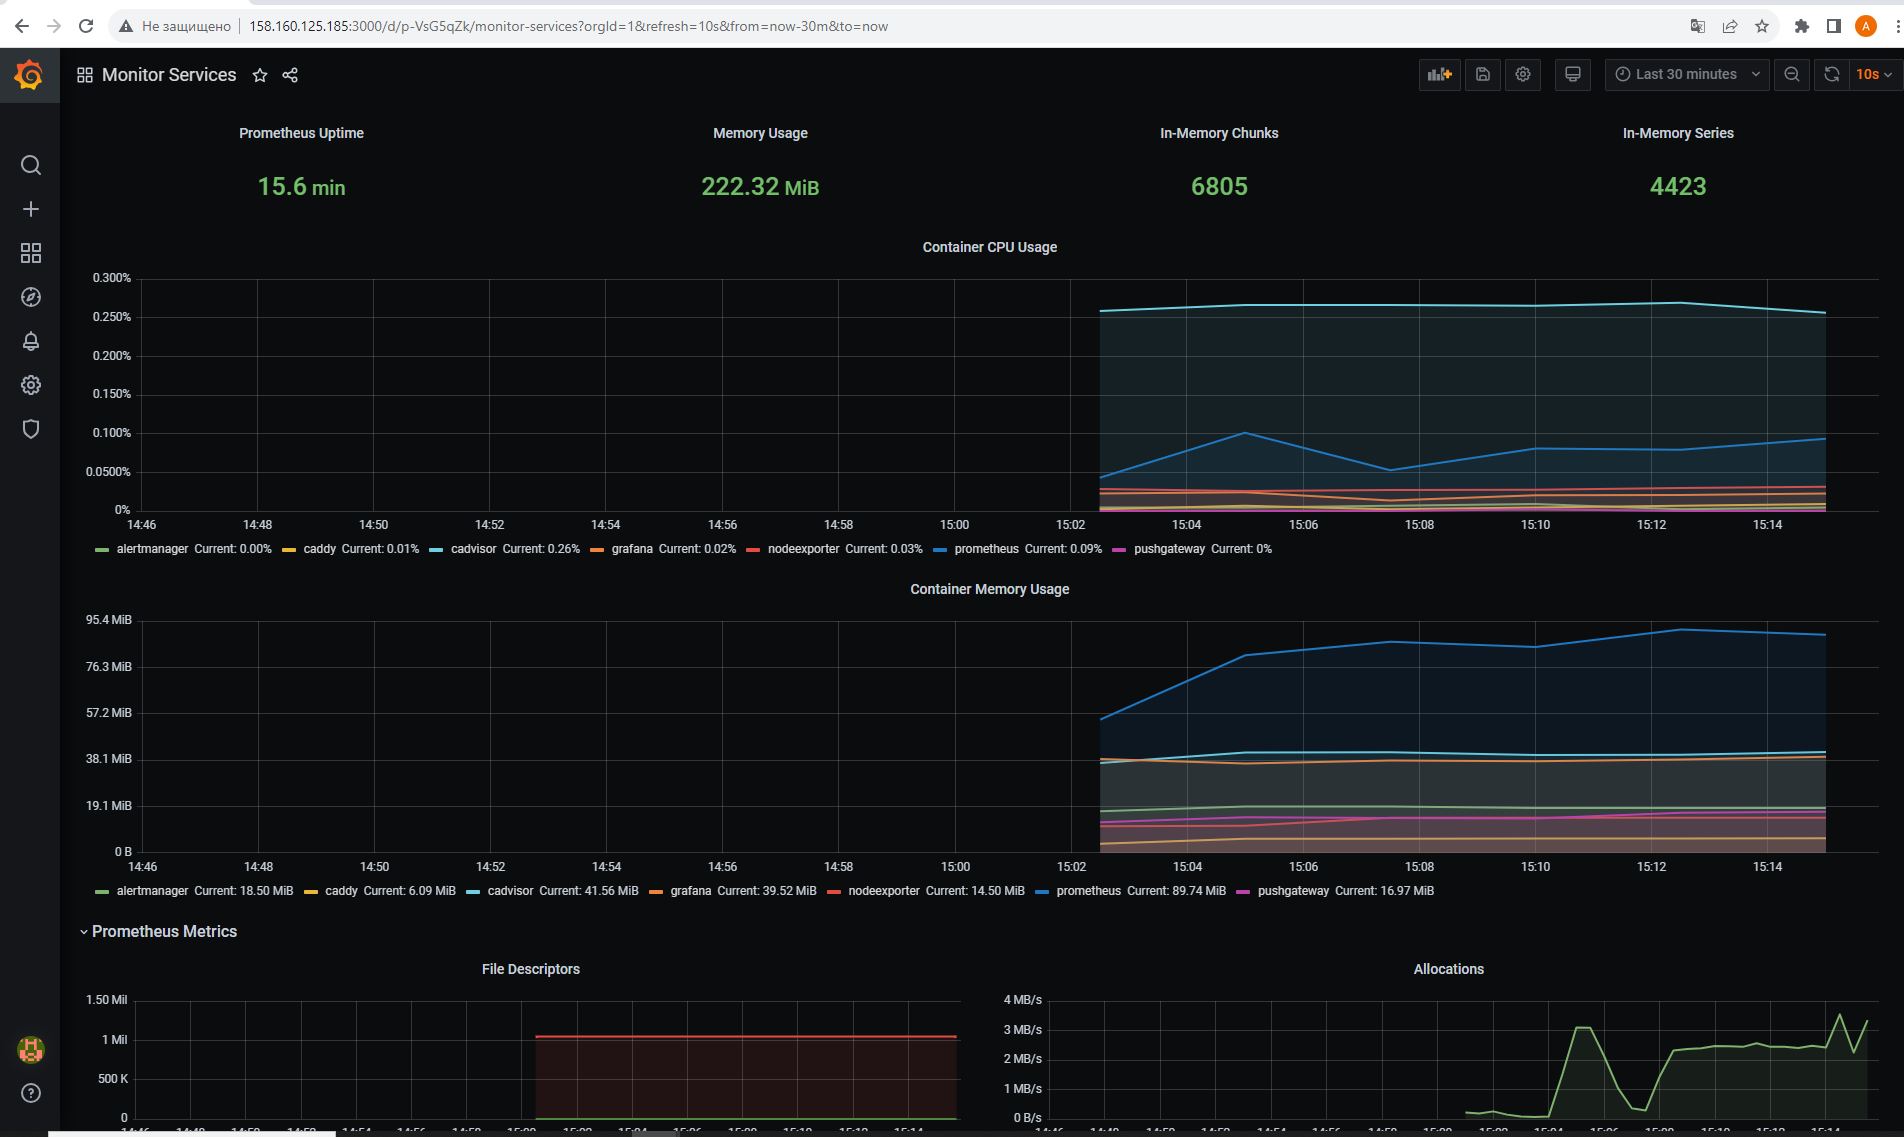 Не защищено 158.160.125.185:3000/d/p-VsG5qZk/monitor-services?orgId=1&refresh=10s&from=now-30m&to=now
A
Monitor Services
Last 30 minutes
10s
Prometheus Uptime
15.6 min
Memory Usage
222.32 MiB
In-Memory Chunks
6805
In-Memory Series
4423
Container CPU Usage
0.300%
0.250%
0.200%
0.150%
0.100%
0.0500%
0%
14:46 14:48 14:50 14:52 14:54 14:56 14:58 15:00 15:02 15:04 15:06 15:08 15:10 15:12 15:14
alertmanager Current: 0.00% caddy Current: 0.01% cadvisor Current: 0.26% grafana Current: 0.02% nodeexporter Current: 0.03% prometheus Current: 0.09% pushgateway Current: 0%
Container Memory Usage
95.4 MiB
76.3 MiB
57.2 MiB
38.1 MiB
19.1 MiB
0 B
14:46 14:48 14:50 14:52 14:54 14:56 14:58 15:00 15:02 15:04 15:06 15:08 15:10 15:12 15:14
alertmanager Current: 18.50 MiB caddy Current: 6.09 MiB cadvisor Current: 41.56 MiB grafana Current: 39.52 MiB nodeexporter Current: 14.50 MiB prometheus Current: 89.74 MiB pushgateway Current: 16.97 MiB
Prometheus Metrics
File Descriptors
1.50 Mil
1 Mil
500 K
0
Allocations
4 MB/s
3 MB/s
2 MB/s
1 MB/s
0 B/s